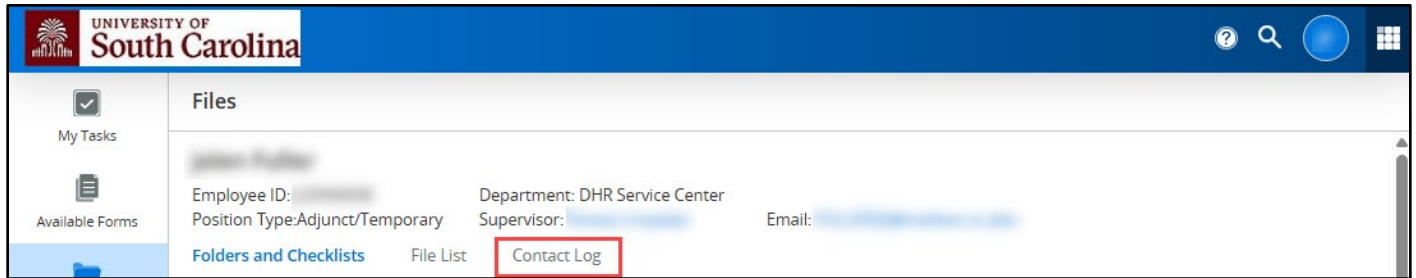 UNIVERSITY OF
South Carolina
My Tasks
Available Forms
Files
Employee ID:
Department: DHR Service Center
Position Type:Adjunct/Temporary
Supervisor:
Email:
Folders and Checklists
File List
Contact Log